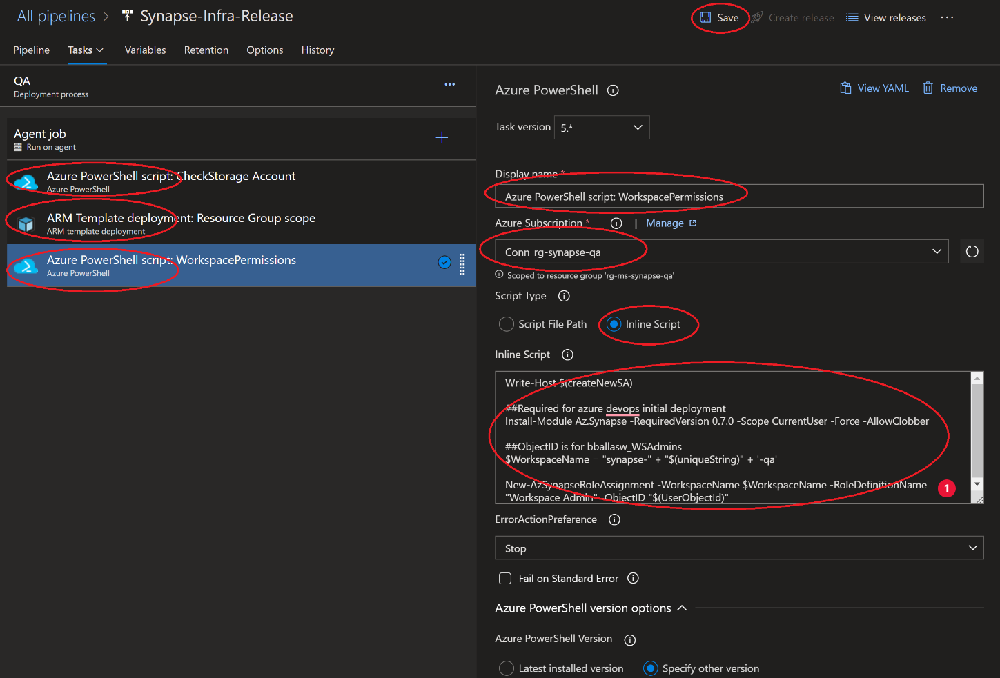 All pipelines > Synapse-Infra-Release
Save
Create release
View releases
...
Pipeline
Tasks
Variables
Retention
Options
History
QA
Deployment process
...
Agent job
Run on agent
Azure PowerShell script: CheckStorage Account
Azure PowerShell
ARM Template deployment: Resource Group scope
ARM template deployment
Azure PowerShell script: WorkspacePermissions
Azure PowerShell
Azure PowerShell
View YAML
Remove
Task version
5.*
Display name *
Azure PowerShell script: WorkspacePermissions
Azure Subscription *
| Manage
Conn_rg-synapse-qa
Scoped to resource group 'rg-ms-synapse-qa'
Script Type
Script File Path
Inline Script
Inline Script
Write-Host $(createNewSA)
##Required for azure devops initial deployment
Install-Module Az.Synapse -RequiredVersion 0.7.0 -Scope CurrentUser -Force -AllowClobber
##ObjectID is for bballasw_WSAdmins
$WorkspaceName = "synapse-" + "$(uniqueString)" + '-qa'
New-AzSynapseRoleAssignment -WorkspaceName $WorkspaceName -RoleDefinitionName
"Workspace Admin" -ObjectID "$(UserObjectId)"
1
ErrorActionPreference
Stop
Fail on Standard Error
Azure PowerShell version options
Azure PowerShell Version
Latest installed version
Specify other version